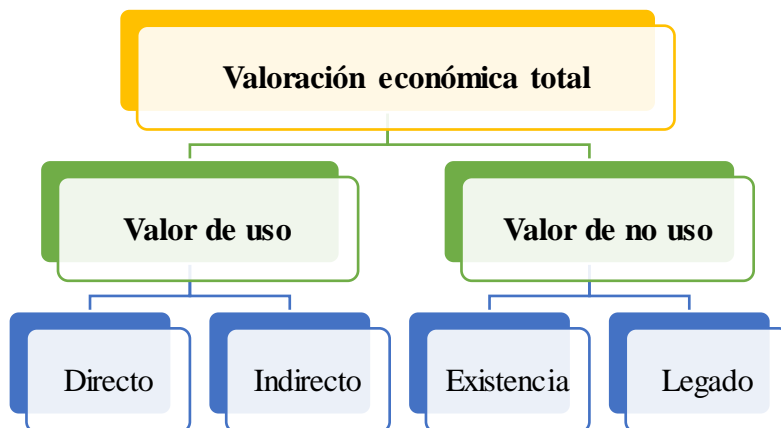 Valoración económica total
Valor de uso
Valor de no uso
Directo
Indirecto
Existencia
Legado